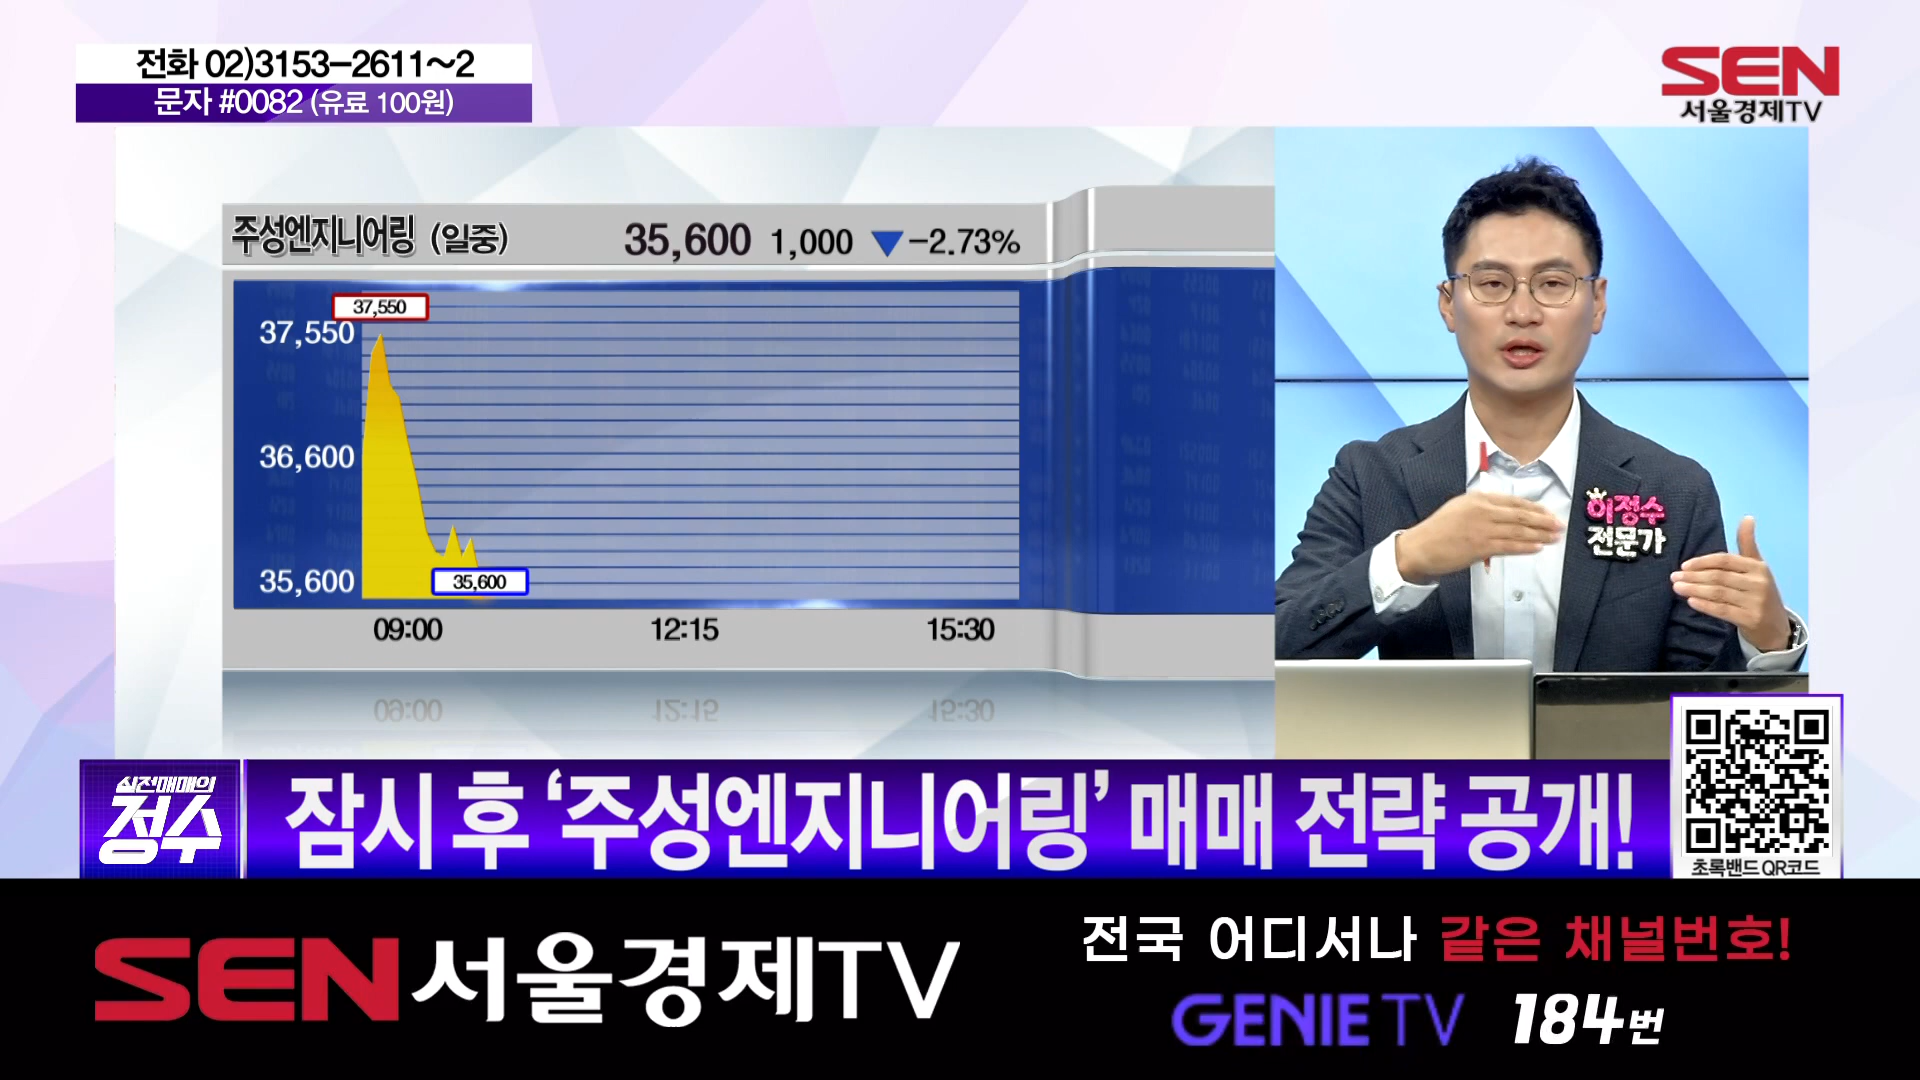 전화 02)3153-2611~2
문자 #0082 (유료 100원)
SEN
서울경제TV
주성엔지니어링 (일중) 35,600 1,000 ▼-2.73%
37,550
37,550
36,600
35,600
35,600
09:00 12:15 15:30
이정수
전문가
실전매매의
정수
잠시 후 ‘주성엔지니어링’ 매매 전략 공개!
초록밴드 QR코드
SEN 서울경제TV
전국 어디서나 같은 채널번호!
GENIE TV 184번